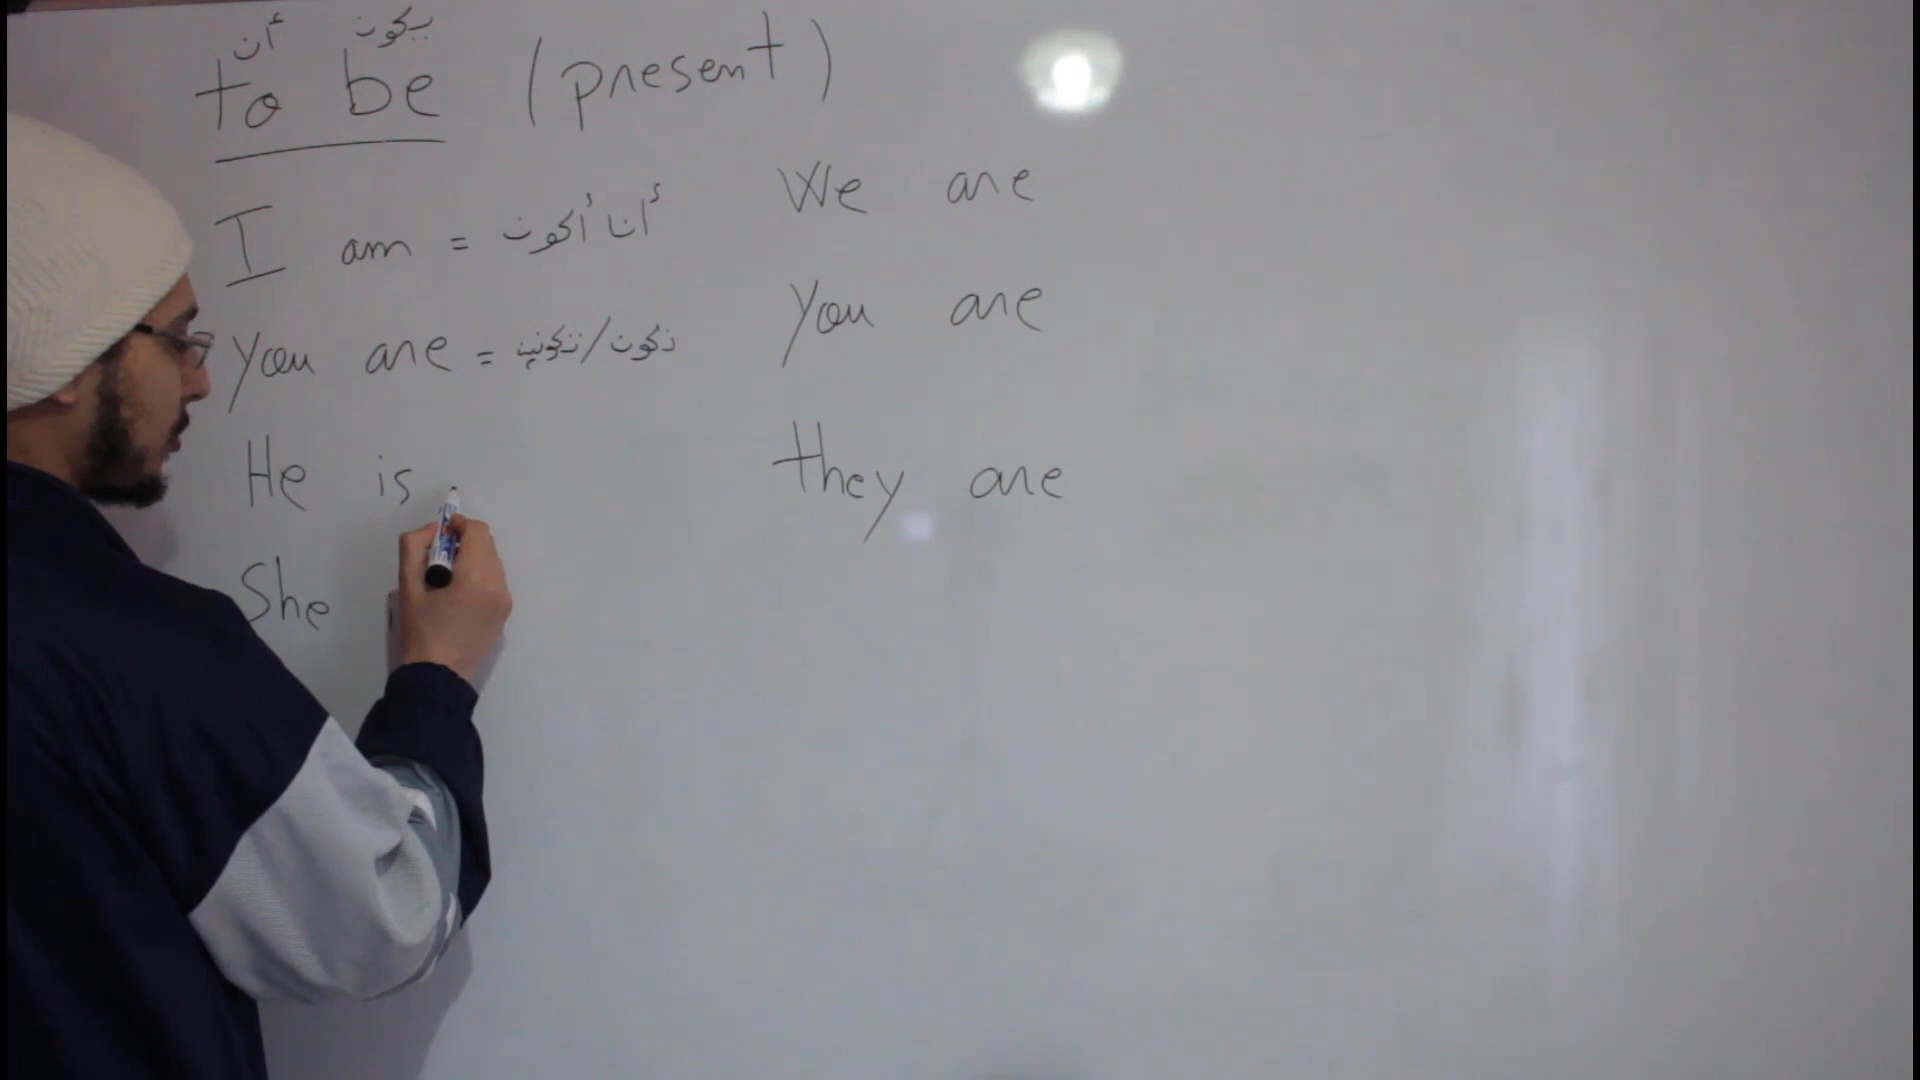 أن يكون
to be (present)
I am = أنا أكون
you are = تكون / تكونين
He is
She
We are
you are
they are